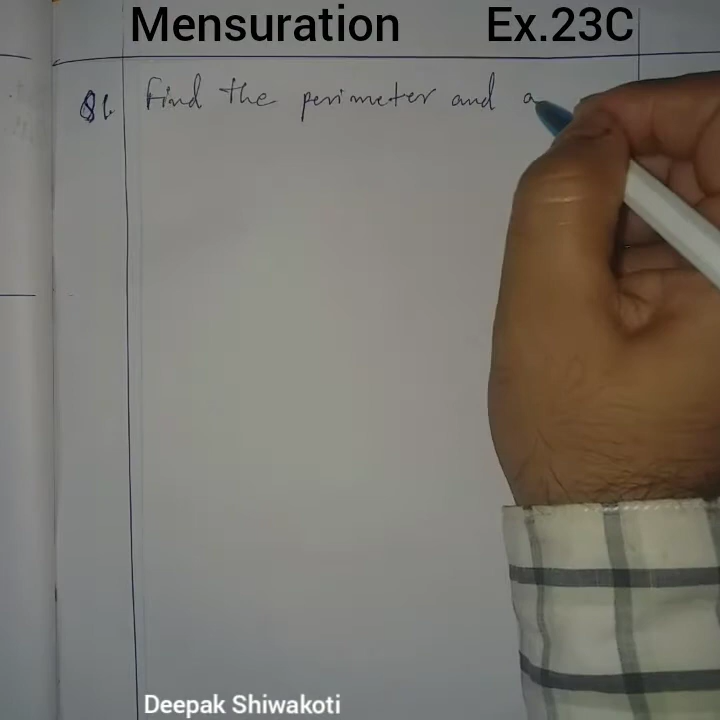 Mensuration Ex.23C
Q1. Find the perimeter and a
Deepak Shiwakoti